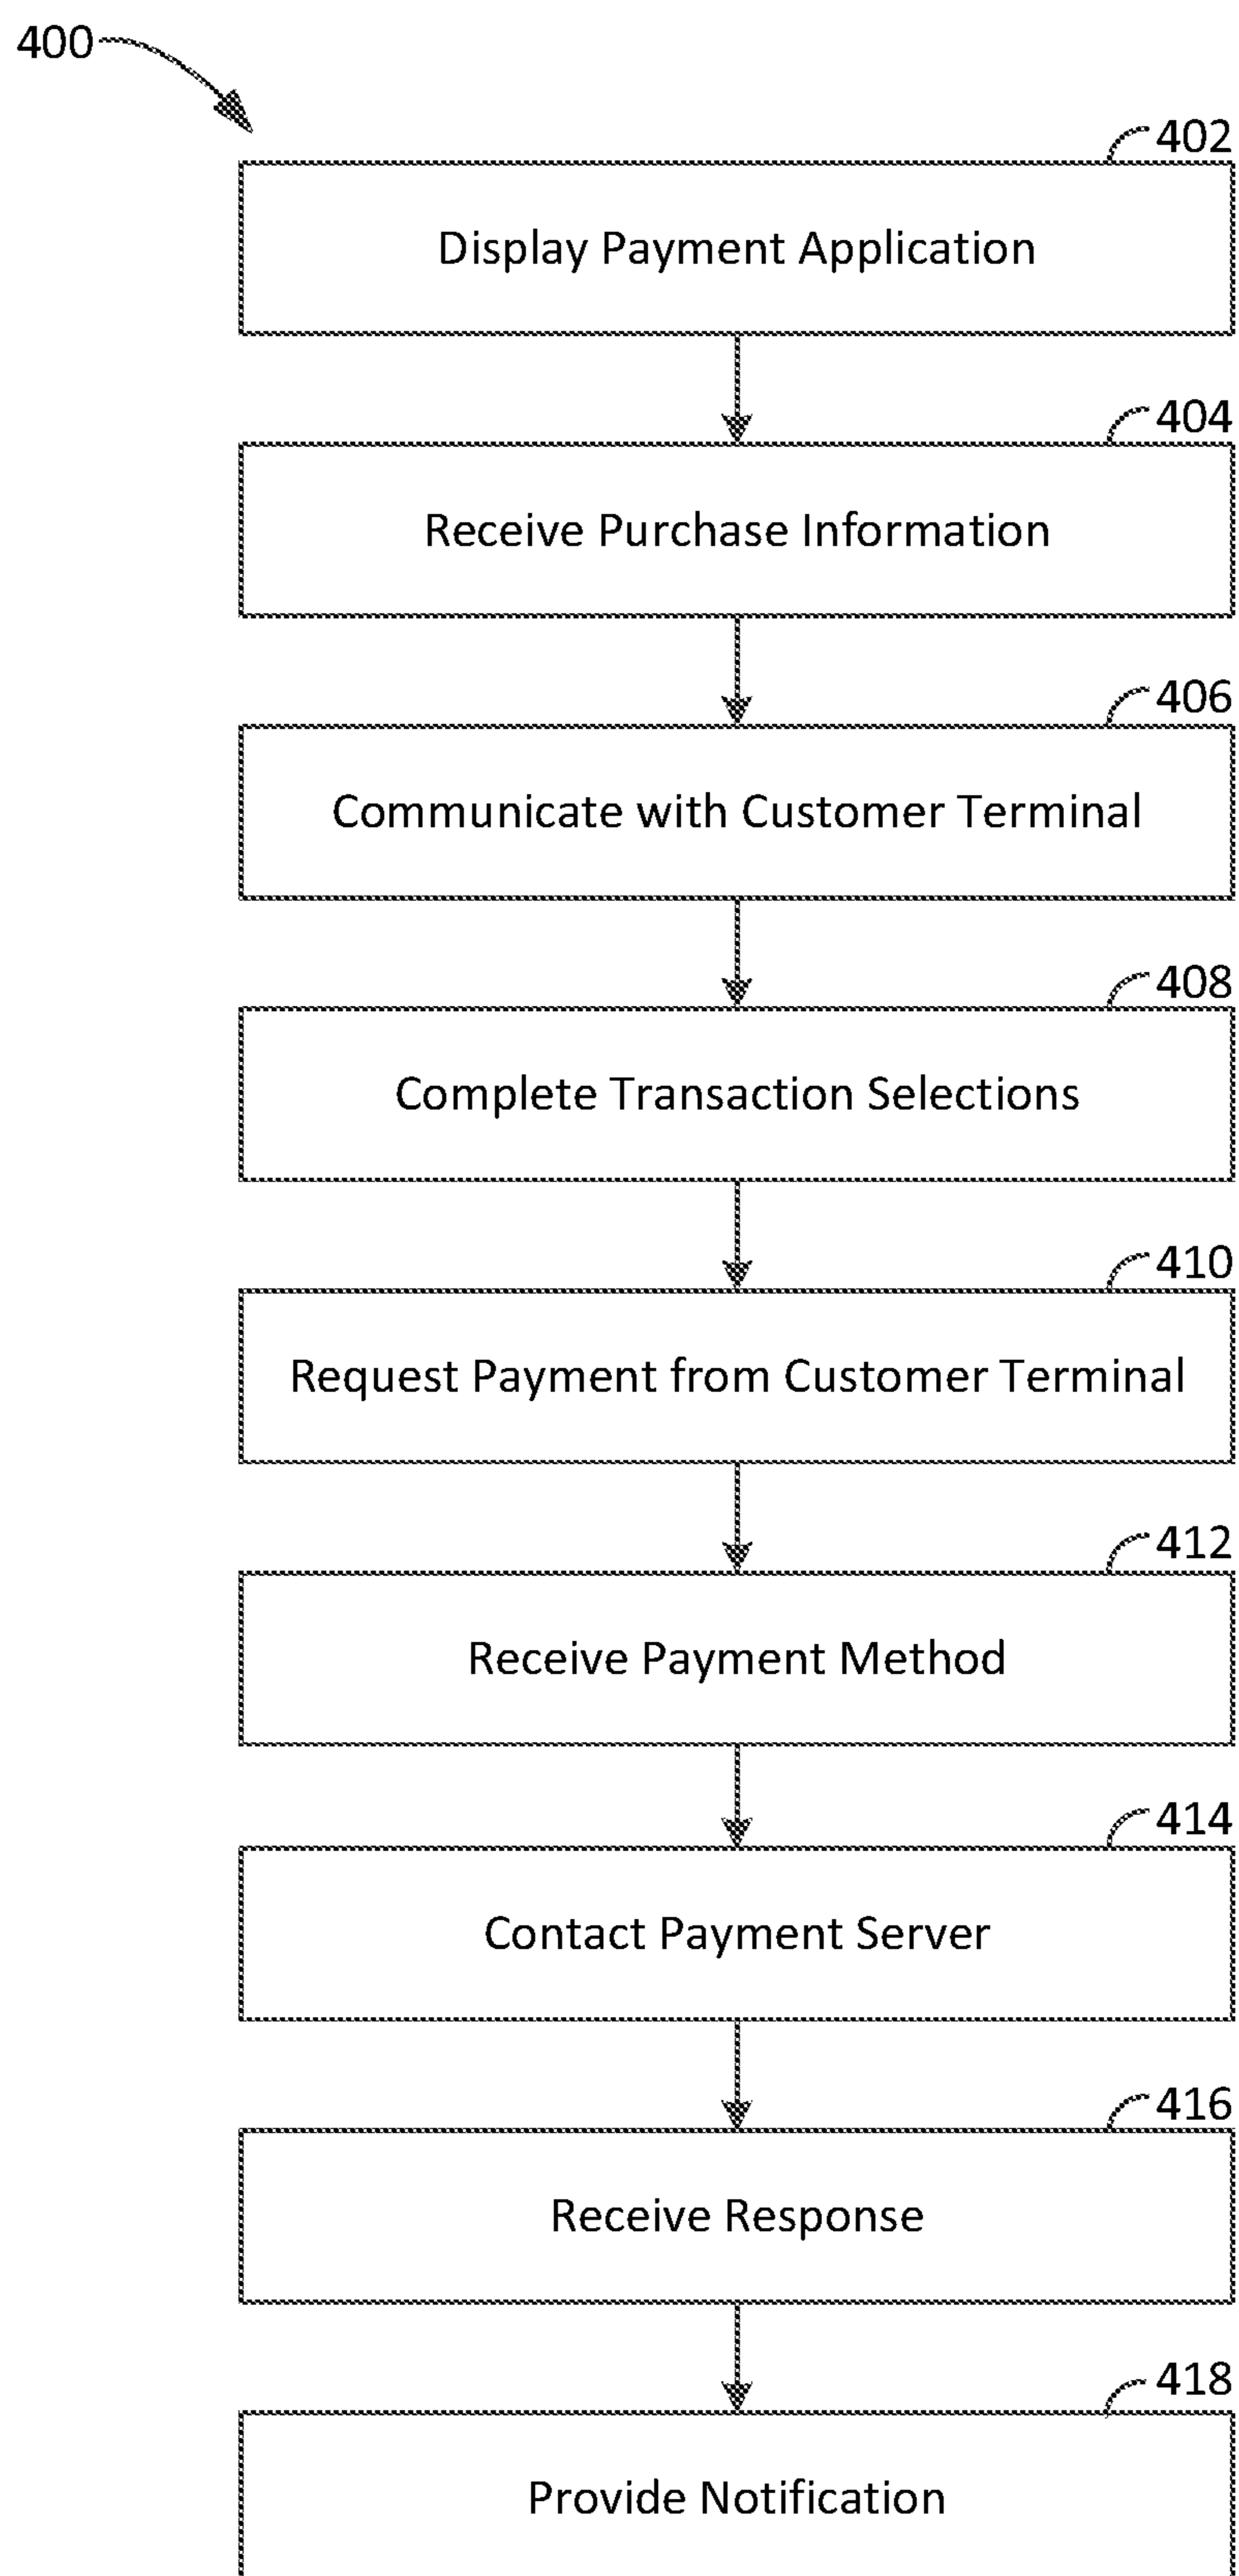 400
402
Display Payment Application
404
Receive Purchase Information
406
Communicate with Customer Terminal
408
Complete Transaction Selections
410
Request Payment from Customer Terminal
412
Receive Payment Method
414
Contact Payment Server
416
Receive Response
418
Provide Notification